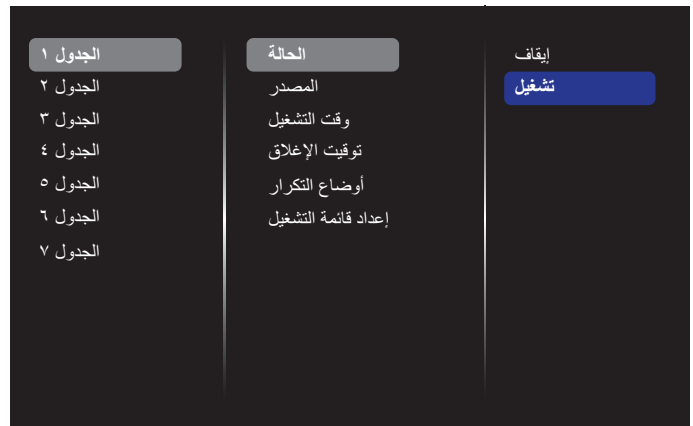 الجدول ١
الجدول ٢
الجدول ٣
الجدول ٤
الجدول ٥
الجدول ٦
الجدول ٧
الحالة
المصدر
وقت التشغيل
توقيت الإغلاق
أوضاع التكرار
إعداد قائمة التشغيل
إيقاف
تشغيل